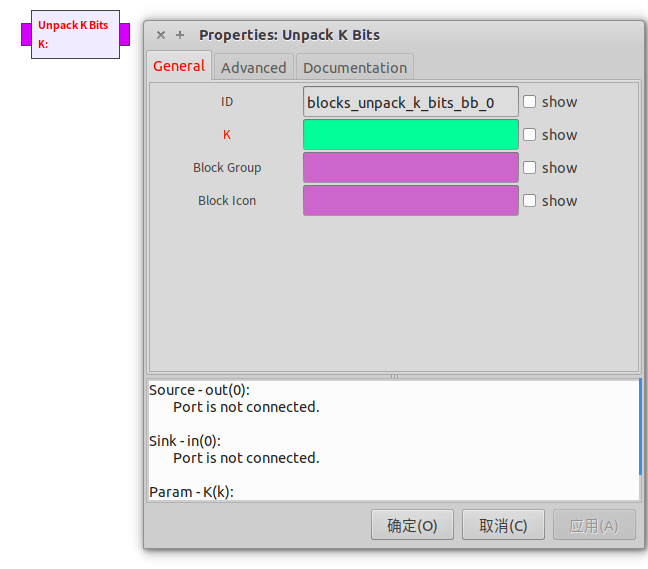 Unpack K Bits
K:
Properties: Unpack K Bits
General Advanced Documentation
ID blocks_unpack_k_bits_bb_0 show
K show
Block Group show
Block Icon show
Source - out(0):
Port is not connected.
Sink - in(0):
Port is not connected.
Param - K(k):
确定(O) 取消(C) 应用(A)